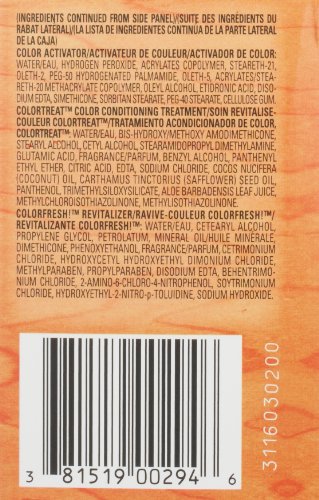 (INGREDIENTS CONTINUED FROM SIDE PANEL)/(SUITE DES INGRÉDIENTS DU
RABAT LATERAL)/(LA LISTA DE INGREDIENTES CONTINUA DE LA PARTE LATERAL
DE LA CAJA)
COLOR ACTIVATOR/ACTIVATEUR DE COULEUR/ACTIVADOR DE COLOR:
WATER/EAU, HYDROGEN PEROXIDE, ACRYLATES COPOLYMER, STEARETH-21,
OLETH-2, PEG-50 HYDROGENATED PALMAMIDE, OLETH-5, ACRYLATES/STEA-
RETH-20 METHACRYLATE COPOLYMER, OLEYL ALCOHOL, ETIDRONIC ACID, DIS-
ODIUM EDTA, SIMETHICONE, SORBITAN STEARATE, PEG-40 STEARATE, CELLULOSE GUM.
COLORTREAT™ COLOR CONDITIONING TREATMENT/SOIN REVITALISE-
COULEUR COLORTREAT™/TRATAMIENTO ACONDICIONADOR DE COLOR,
COLORTREAT™: WATER/EAU, BIS-HYDROXY/METHOXY AMODIMETHICONE,
STEARYL ALCOHOL, CETYL ALCOHOL, STEARAMIDOPROPYL DIMETHYLAMINE,
GLUTAMIC ACID, FRAGRANCE/PARFUM, BENZYL ALCOHOL, PANTHENYL
ETHYL ETHER, CITRIC ACID, EDTA, SODIUM CHLORIDE, COCOS NUCIFERA
(COCONUT) OIL, CARTHAMUS TINCTORIUS (SAFFLOWER) SEED OIL,
PANTHENOL, TRIMETHYLSILOXYSILICATE, ALOE BARBADENSIS LEAF JUICE,
METHYLCHLOROISOTHIAZOLINONE, METHYLISOTHIAZOLINONE.
COLORFRESH!™ REVITALIZER/RAVIVE-COULEUR COLORFRESH!™/
REVITALIZANTE COLORFRESH!™: WATER/EAU, CETEARYL ALCOHOL,
PROPYLENE GLYCOL, PETROLATUM, MINERAL OIL/HUILE MINÉRALE,
DIMETHICONE, PHENOXYETHANOL, FRAGRANCE/PARFUM, CETRIMONIUM
CHLORIDE, HYDROXYCETYL HYDROXYETHYL DIMONIUM CHLORIDE,
METHYLPARABEN, PROPYLPARABEN, DISODIUM EDTA, BEHENTRIMO-
NIUM CHLORIDE, 2-AMINO-6-CHLORO-4-NITROPHENOL, SOYTRIMONIUM
CHLORIDE, HYDROXYETHYL-2-NITRO-p-TOLUIDINE, SODIUM HYDROXIDE.
3116030200
3 81519 00294 6